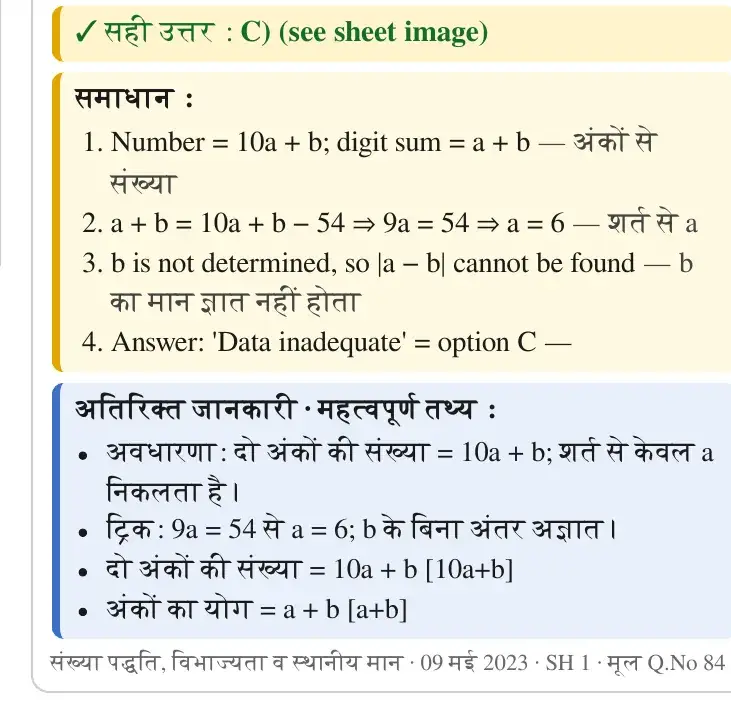 ✓ सही उत्तर : C) (see sheet image)
समाधान :
1. Number = 10a + b; digit sum = a + b — अंकों से
संख्या
2. a + b = 10a + b − 54 ⇒ 9a = 54 ⇒ a = 6 — शर्त से a
3. b is not determined, so |a − b| cannot be found — b
का मान ज्ञात नहीं होता
4. Answer: 'Data inadequate' = option C —
अतिरिक्त जानकारी · महत्वपूर्ण तथ्य :
• अवधारणा : दो अंकों की संख्या = 10a + b; शर्त से केवल a
निकलता है।
• ट्रिक : 9a = 54 से a = 6; b के बिना अंतर अज्ञात।
• दो अंकों की संख्या = 10a + b [10a+b]
• अंकों का योग = a + b [a+b]
संख्या पद्धति, विभाज्यता व स्थानीय मान · 09 मई 2023 · SH 1 · मूल Q.No 84